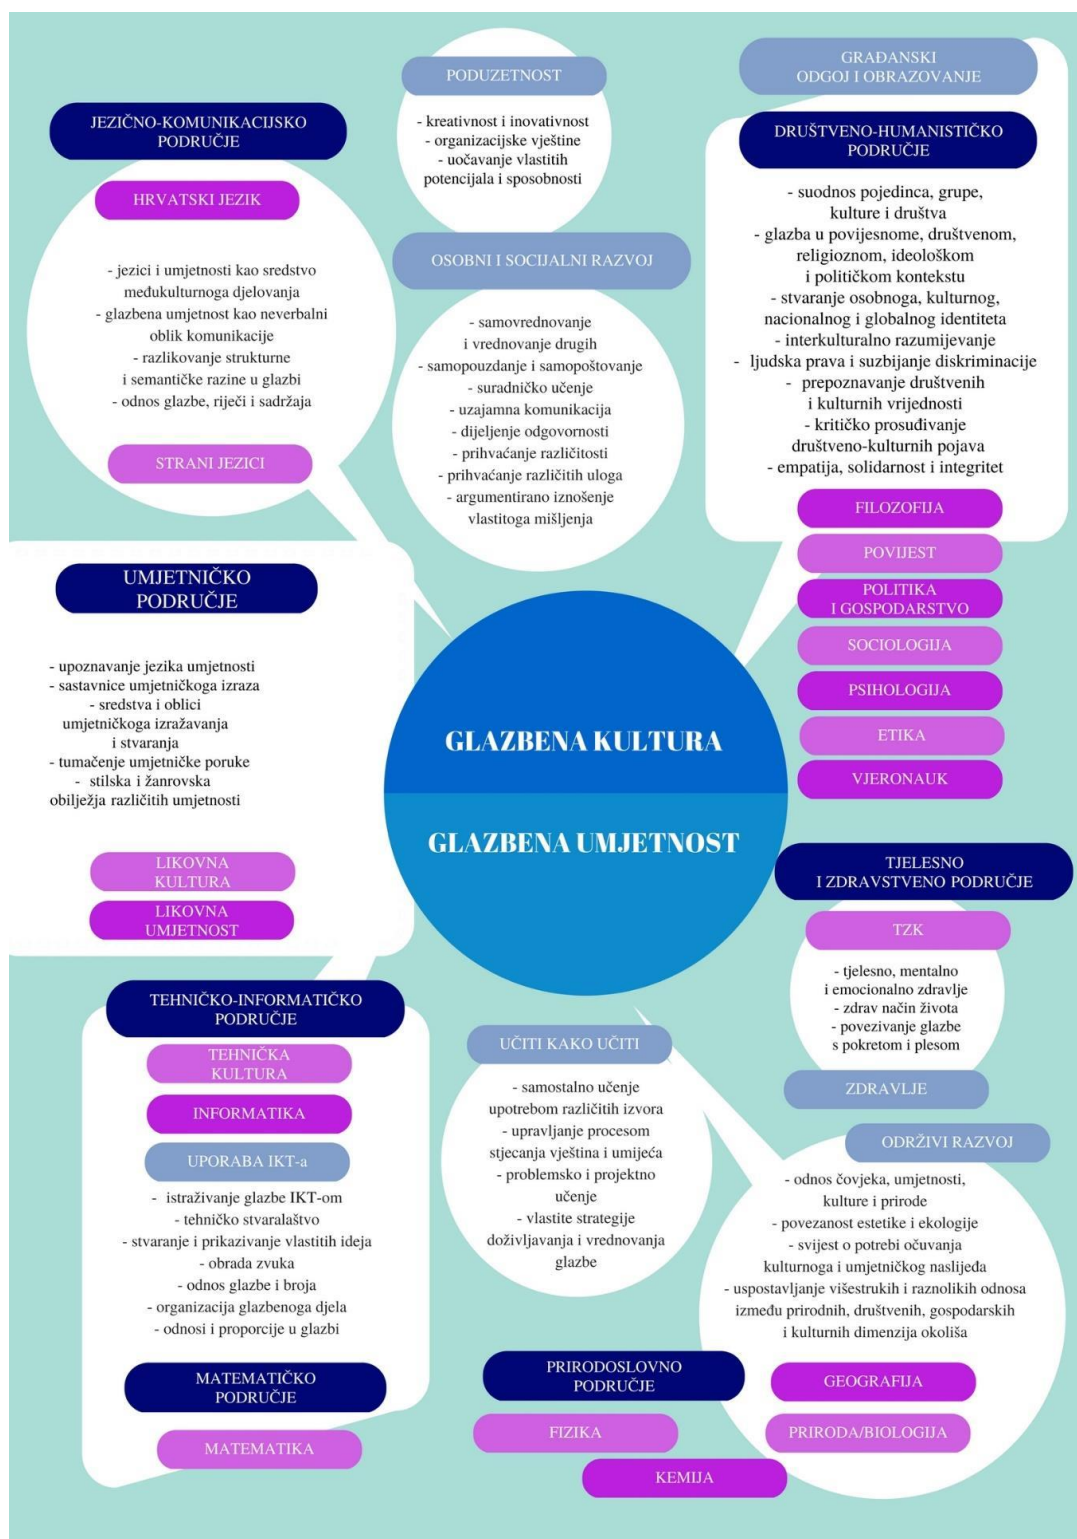 PODUZETNOST
- kreativnost i inovativnost
- organizacijske vještine
- uočavanje vlastitih
potencijala i sposobnosti
JEZIČNO-KOMUNIKACIJSKO
PODRUČJE
HRVATSKI JEZIK
- jezici i umjetnosti kao sredstvo
međukulturnoga djelovanja
- glazbena umjetnost kao neverbalni
oblik komunikacije
- razlikovanje strukturne
i semantičke razine u glazbi
- odnos glazbe, riječi i sadržaja
STRANI JEZICI
OSOBNI I SOCIJALNI RAZVOJ
- samovrednovanje
i vrednovanje drugih
- samopouzdanje i samopoštovanje
- suradničko učenje
- uzajamna komunikacija
- dijeljenje odgovornosti
- prihvaćanje različitosti
- prihvaćanje različitih uloga
- argumentirano iznošenje
vlastitoga mišljenja
GRAĐANSKI
ODGOJ I OBRAZOVANJE
DRUŠTVENO-HUMANISTIČKO
PODRUČJE
- suodnos pojedinca, grupe,
kulture i društva
- glazba u povijesnome, društvenom,
religioznom, ideološkom
i političkom kontekstu
- stvaranje osobnoga, kulturnog,
nacionalnog i globalnog identiteta
- interkulturalno razumijevanje
- ljudska prava i suzbijanje diskriminacije
- prepoznavanje društvenih
i kulturnih vrijednosti
- kritičko prosuđivanje
društveno-kulturnih pojava
- empatija, solidarnost i integritet
FILOZOFIJA
POVIJEST
POLITIKA
I GOSPODARSTVO
SOCIOLOGIJA
PSIHOLOGIJA
ETIKA
VJERONAUK
UMJETNIČKO
PODRUČJE
- upoznavanje jezika umjetnosti
- sastavnice umjetničkoga izraza
- sredstva i oblici
umjetničkoga izražavanja
i stvaranja
- tumačenje umjetničke poruke
- stilska i žanrovska
obilježja različitih umjetnosti
LIKOVNA
KULTURA
LIKOVNA
UMJETNOST
GLAZBENA KULTURA
GLAZBENA UMJETNOST
TJELESNO
I ZDRAVSTVENO PODRUČJE
TZK
- tjelesno, mentalno
i emocionalno zdravlje
- zdrav način života
- povezivanje glazbe
s pokretom i plesom
ZDRAVLJE
TEHNIČKO-INFORMATIČKO
PODRUČJE
TEHNIČKA
KULTURA
INFORMATIKA
UPORABA IKT-a
- istraživanje glazbe IKT-om
- tehničko stvaralaštvo
- stvaranje i prikazivanje vlastitih ideja
- obrada zvuka
- odnos glazbe i broja
- organizacija glazbenoga djela
- odnosi i proporcije u glazbi
MATEMATIČKO
PODRUČJE
MATEMATIKA
UČITI KAKO UČITI
- samostalno učenje
upotrebom različitih izvora
- upravljanje procesom
stjecanja vještina i umijeća
- problemsko i projektno
učenje
- vlastite strategije
doživljavanja i vrednovanja
glazbe
ODRŽIVI RAZVOJ
- odnos čovjeka, umjetnosti,
kulture i prirode
- povezanost estetike i ekologije
- svijest o potrebi očuvanja
kulturnoga i umjetničkog naslijeđa
- uspostavljanje višestrukih i raznolikih odnosa
između prirodnih, društvenih, gospodarskih
i kulturnih dimenzija okoliša
PRIRODOSLOVNO
PODRUČJE
GEOGRAFIJA
FIZIKA
PRIRODA/BIOLOGIJA
KEMIJA